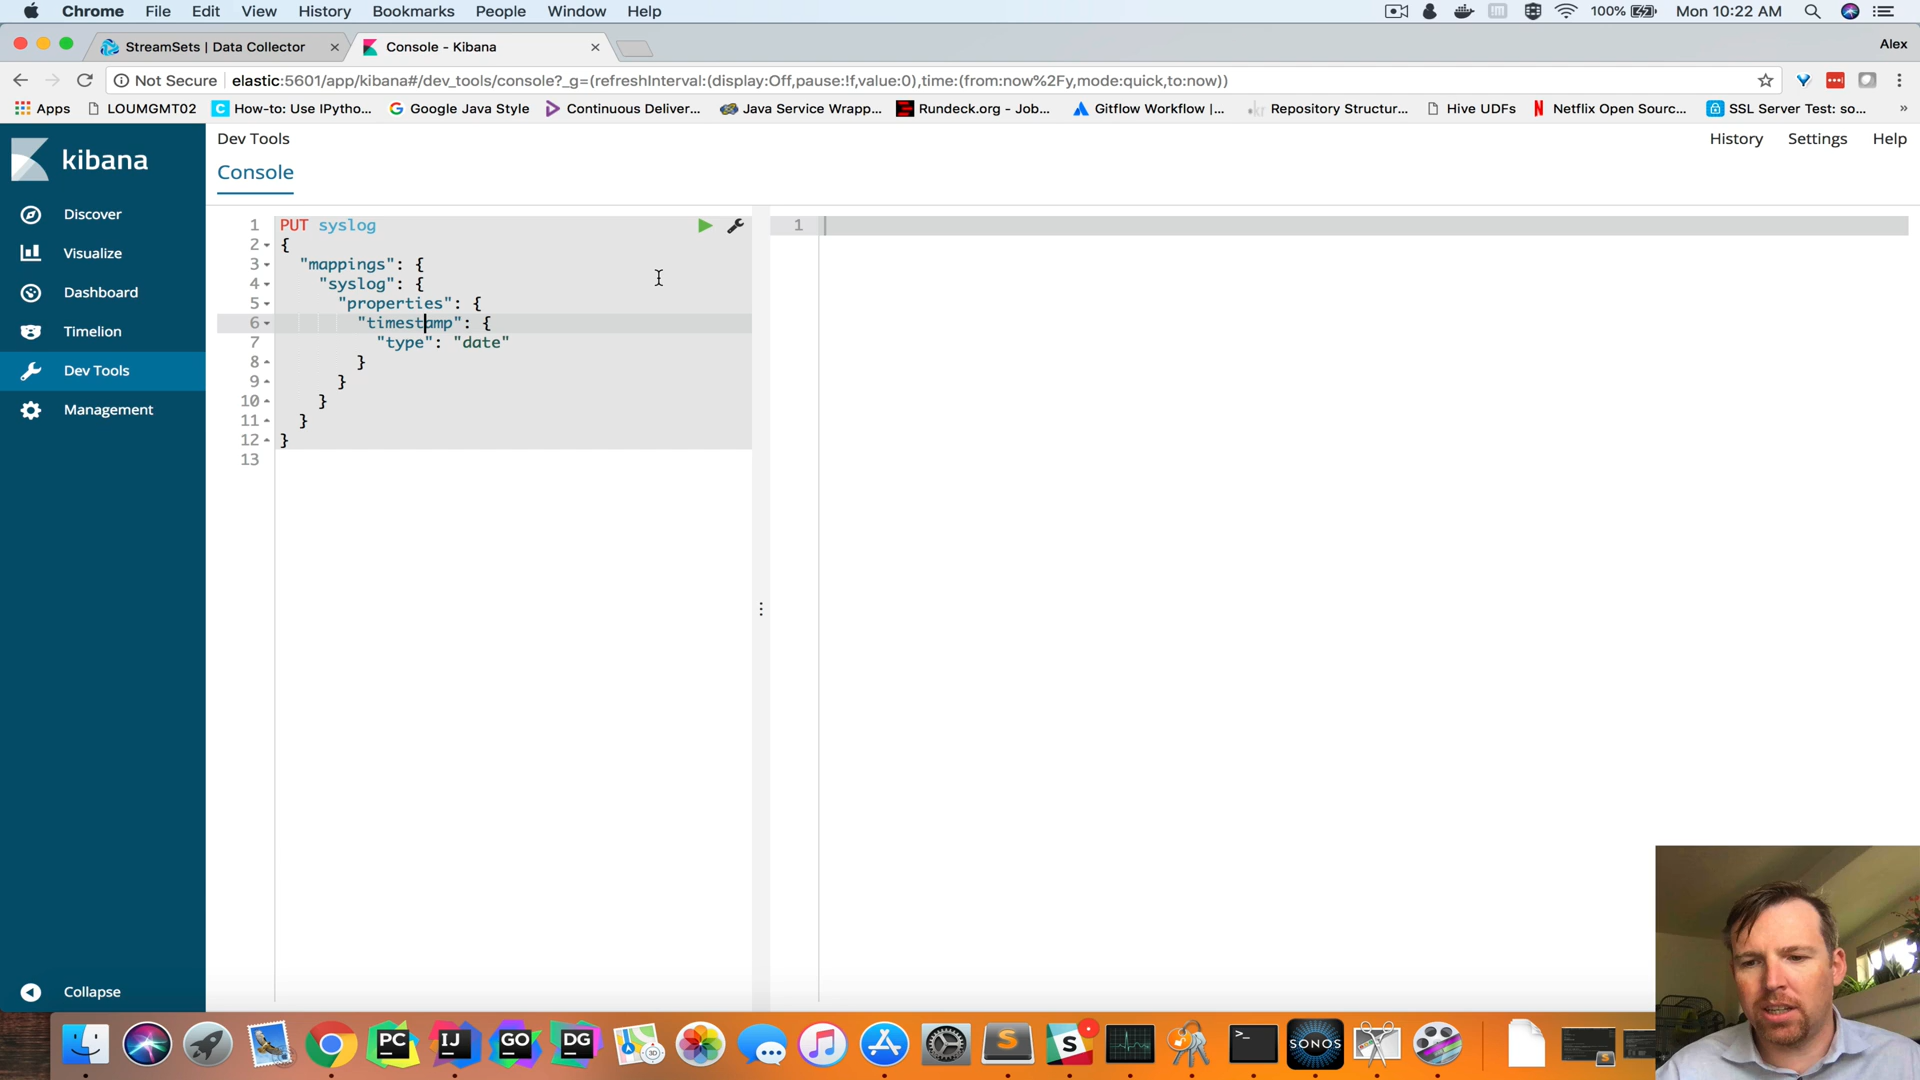 Chrome File Edit View History Bookmarks People Window Help 100% Mon 10:22 AM
StreamSets | Data Collector Console - Kibana Alex
Not Secure elastic:5601/app/kibana#/dev_tools/console?_g=(refreshInterval:(display:Off,pause:!f,value:0),time:(from:now%2Fy,mode:quick,to:now))
Apps LOUMGMT02 How-to: Use IPytho... Google Java Style Continuous Deliver... Java Service Wrapp... Rundeck.org - Job... Gitflow Workflow |... Repository Structur... Hive UDFs Netflix Open Sourc... SSL Server Test: so... »
kibana
Discover
Visualize
Dashboard
Timelion
Dev Tools
Management
Collapse
Dev Tools History Settings Help
Console
1 PUT syslog
2 {
3 "mappings": {
4 "syslog": {
5 "properties": {
6 "timestamp": {
7 "type": "date"
8 }
9 }
10 }
11 }
12 }
13
1
PC IJ GO DG 3D S S SONOS